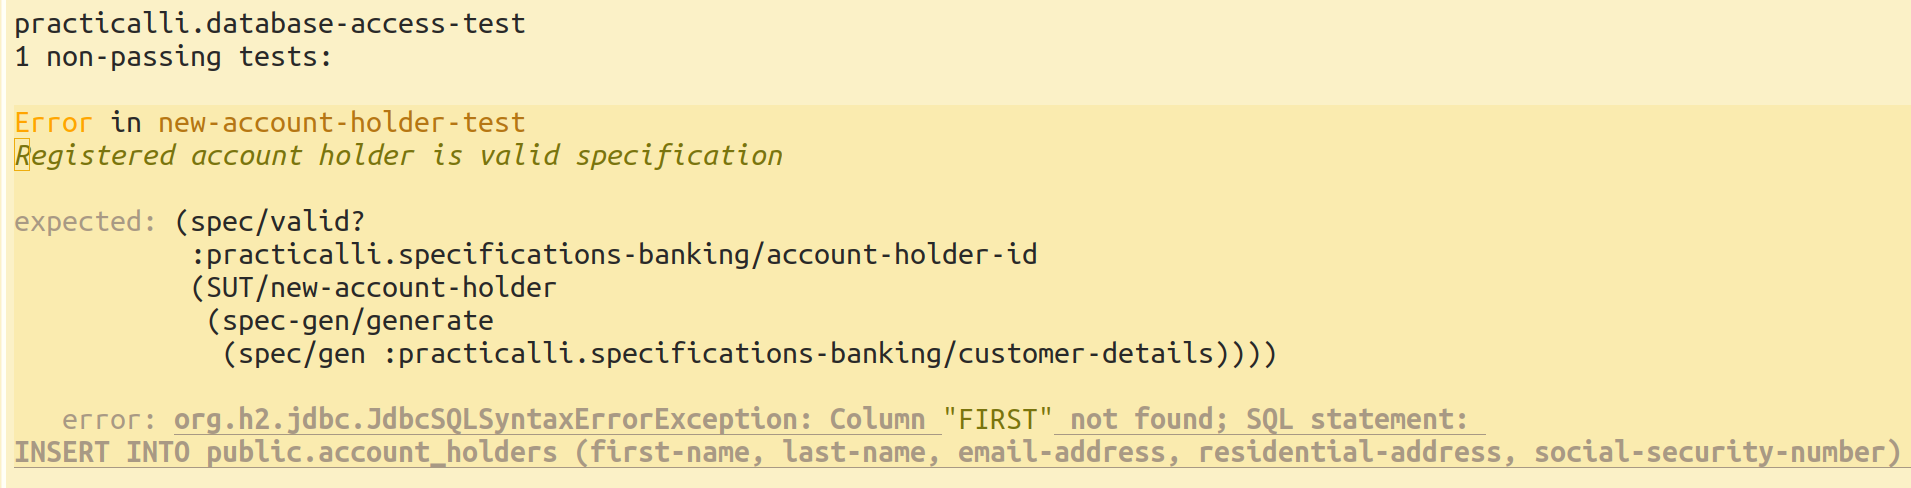 practicalli.database-access-test
1 non-passing tests:
Error in new-account-holder-test
Registered account holder is valid specification
expected: (spec/valid?
:practicalli.specifications-banking/account-holder-id
(SUT/new-account-holder
(spec-gen/generate
(spec/gen :practicalli.specifications-banking/customer-details))))
error: org.h2.jdbc.JdbcSQLSyntaxErrorException: Column "FIRST" not found; SQL statement:
INSERT INTO public.account_holders (first-name, last-name, email-address, residential-address, social-security-number)